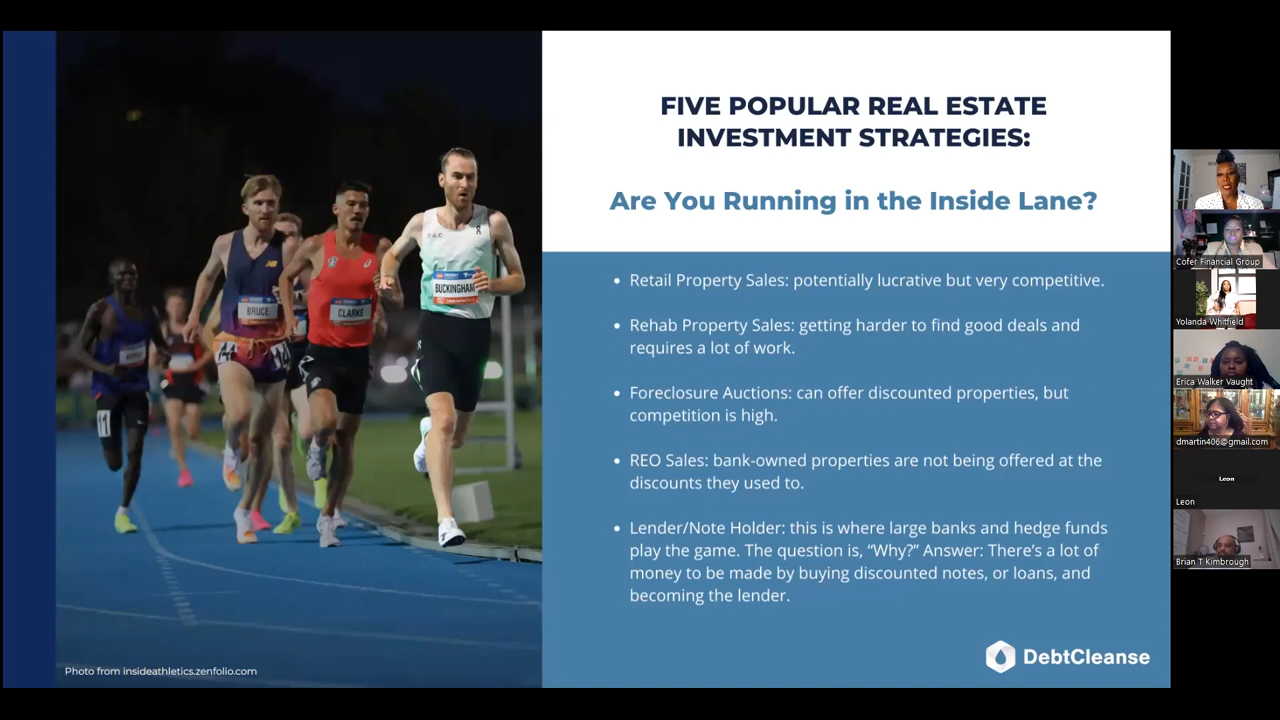 FIVE POPULAR REAL ESTATE
INVESTMENT STRATEGIES:
Are You Running in the Inside Lane?
• Retail Property Sales: potentially lucrative but very competitive.
• Rehab Property Sales: getting harder to find good deals and
requires a lot of work.
• Foreclosure Auctions: can offer discounted properties, but
competition is high.
• REO Sales: bank-owned properties are not being offered at the
discounts they used to.
• Lender/Note Holder: this is where large banks and hedge funds
play the game. The question is, “Why?” Answer: There’s a lot of
money to be made by buying discounted notes, or loans, and
becoming the lender.
DebtCleanse
Photo from insideathletics.zenfolio.com
BRUCE
CLARKE
BUCKINGHAM
OAC
Cofer Financial Group
Yolanda Whitfield
Erica Walker Vaught
dmartin406@gmail.com
Leon
Leon
Brian T Kimbrough